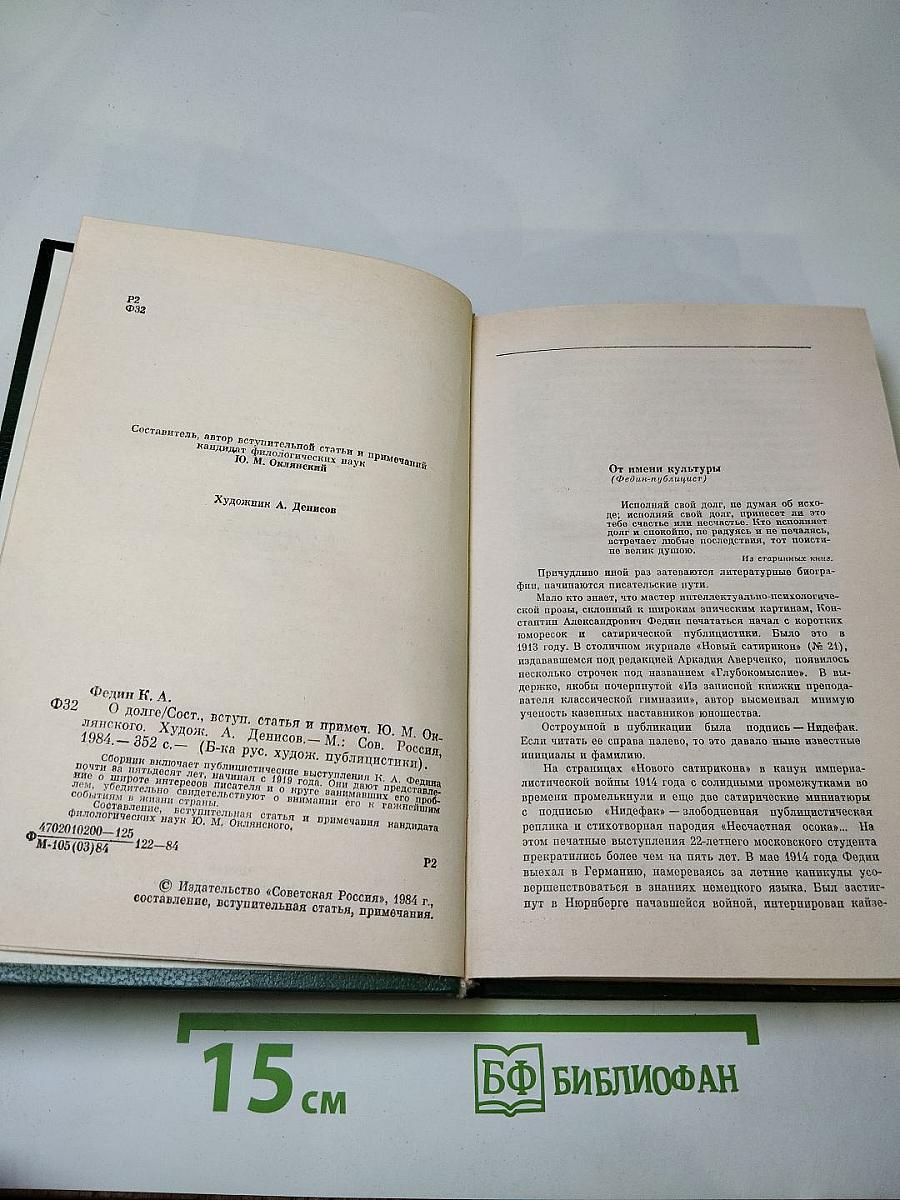 Р2
Ф32
Составитель, автор вступительной статьи и примечаний
кандидат филологических наук
Ю. М. Оклянский
Художник А. Денисов
Федин К. А.
Ф32 О долге/Сост., вступ. статья и примеч. Ю. М. Ок-
лянского. Худож. А. Денисов.— М.: Сов. Россия,
1984.— 352 с.— (Б-ка рус. худож. публицистики).
Сборник включает публицистические выступления К. А. Федина
почти за пятьдесят лет, начиная с 1919 года. Они дают представле-
ние о широте интересов писателя и о круге занимавших его проб-
лем, убедительно свидетельствуют о внимании его к важнейшим
событиям в жизни страны.
Составление, вступительная статья и примечания кандидата
филологических наук Ю. М. Оклянского.
Ф 4702010200—125
М-105(03)84 122—84
Р2
© Издательство «Советская Россия», 1984 г.,
составление, вступительная статья, примечания.
От имени культуры
(Федин-публицист)
Исполняй свой долг, не думая об исхо-
де; исполняй свой долг, принесет ли это
тебе счастье или несчастье. Кто исполняет
долг и спокойно, не радуясь и не печалясь,
встречает любые последствия, тот поисти-
не велик душою.
Из старинных книг.
Причудливо иной раз затеваются литературные биогра-
фии, начинаются писательские пути.
Мало кто знает, что мастер интеллектуально-психологиче-
ской прозы, склонный к широким эпическим картинам, Кон-
стантин Александрович Федин печататься начал с коротких
юморесок и сатирической публицистики. Было это в
1913 году. В столичном журнале «Новый сатирикон» (№ 21),
издававшемся под редакцией Аркадия Аверченко, появилось
несколько строчек под названием «Глубокомыслие». В вы-
держке, якобы почерпнутой «Из записной книжки препода-
вателя классической гимназии», автор высмеивал мнимую
ученость казенных наставников юношества.
Остроумной в публикации была подпись — Нидефак.
Если читать ее справа налево, то это давало ныне известные
инициалы и фамилию.
На страницах «Нового сатирикона» в канун империа-
листической войны 1914 года с солидными промежутками во
времени промелькнули и еще две сатирические миниатюры
с подписью «Нидефак» — злободневная публицистическая
реплика и стихотворная пародия «Несчастная осока»... На
этом печатные выступления 22-летнего московского студента
прекратились более чем на пять лет. В мае 1914 года Федин
выехал в Германию, намереваясь за летние каникулы усо-
вершенствоваться в знаниях немецкого языка. Был застиг-
нут в Нюрнберге начавшейся войной, интернирован кайзе-
15 см
БФ БИБЛИОФАН